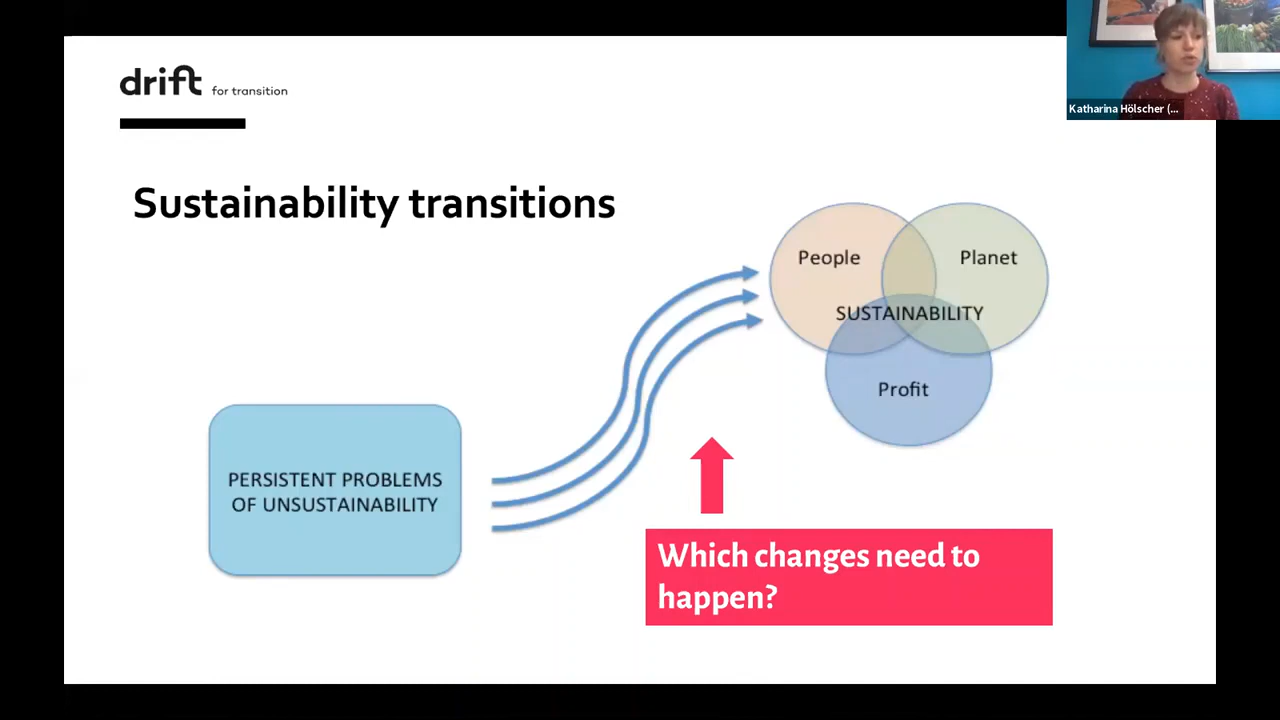 drift for transition
Katharina Hölscher (...
Sustainability transitions
People
Planet
SUSTAINABILITY
Profit
PERSISTENT PROBLEMS
OF UNSUSTAINABILITY
Which changes need to
happen?